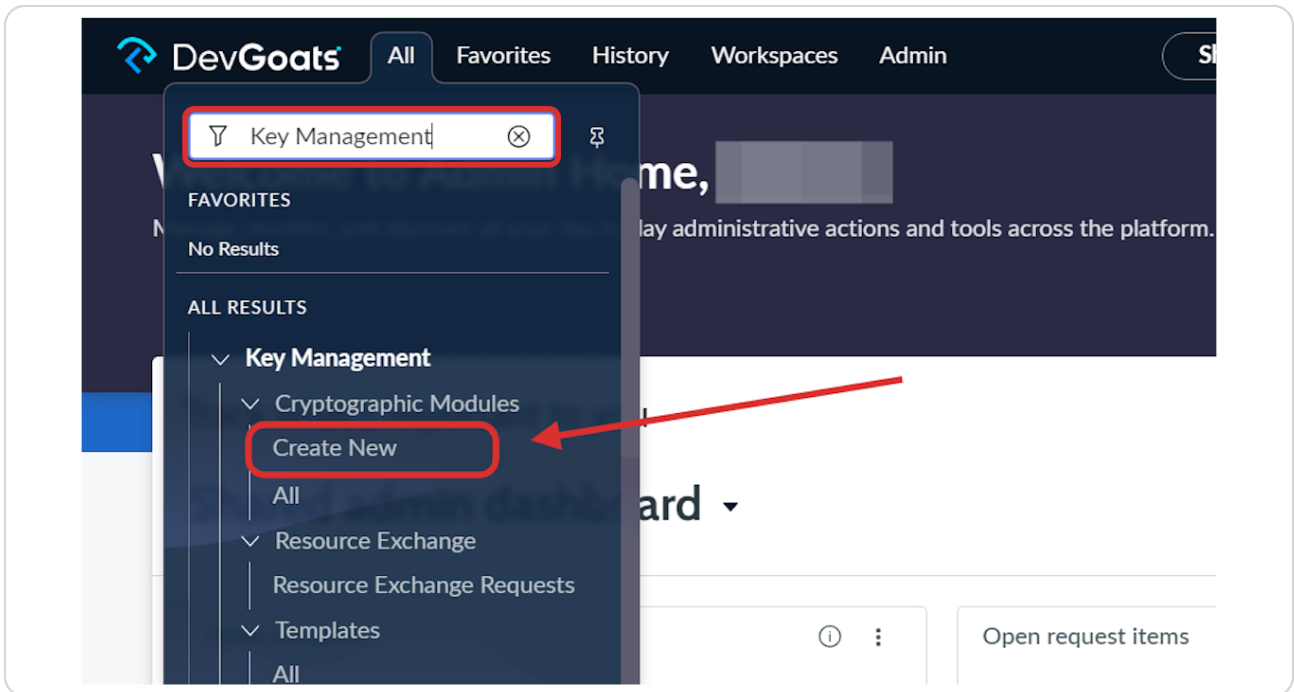 DevGoats All Favorites History Workspaces Admin Sh
Key Management
me,
FAVORITES
lay administrative actions and tools across the platform.
No Results
ALL RESULTS
Key Management
Cryptographic Modules
Create New
All
ard
Resource Exchange
Resource Exchange Requests
Templates
Open request items
All